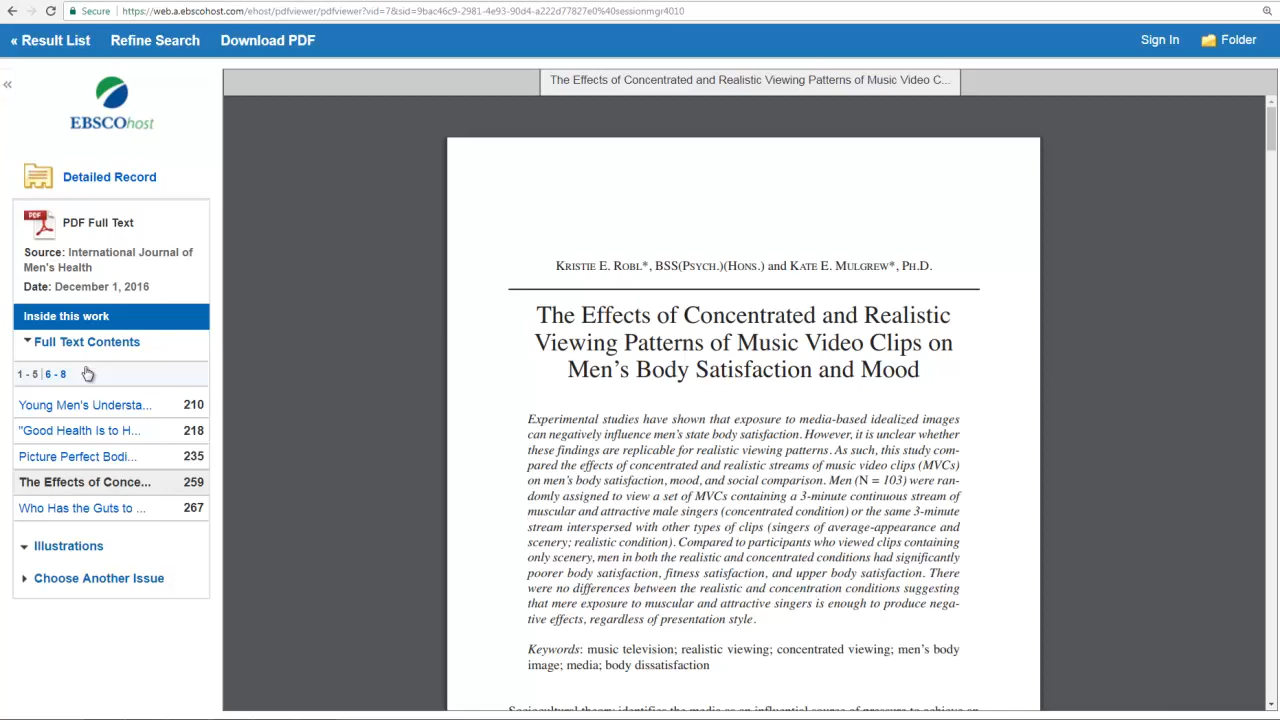 Secure | https://web.a.ebscohost.com/ehost/pdfviewer/pdfviewer?vid=7&sid=9bac46c9-2981-4e93-90d4-a222d77827e0%40sessionmgr4010
« Result List Refine Search Download PDF Sign In Folder
«
EBSCOhost
Detailed Record
PDF
PDF Full Text
Source: International Journal of
Men's Health
Date: December 1, 2016
Inside this work
Full Text Contents
1 - 5 | 6 - 8
Young Men's Understa... 210
"Good Health Is to H... 218
Picture Perfect Bodi... 235
The Effects of Conce... 259
Who Has the Guts to ... 267
Illustrations
Choose Another Issue
The Effects of Concentrated and Realistic Viewing Patterns of Music Video C...
KRISTIE E. ROBL*, BSS(PSYCH.)(HONS.) and KATE E. MULGREW*, PH.D.
The Effects of Concentrated and Realistic
Viewing Patterns of Music Video Clips on
Men's Body Satisfaction and Mood
Experimental studies have shown that exposure to media-based idealized images
can negatively influence men's state body satisfaction. However, it is unclear whether
these findings are replicable for realistic viewing patterns. As such, this study com-
pared the effects of concentrated and realistic streams of music video clips (MVCs)
on men's body satisfaction, mood, and social comparison. Men (N = 103) were ran-
domly assigned to view a set of MVCs containing a 3-minute continuous stream of
muscular and attractive male singers (concentrated condition) or the same 3-minute
stream interspersed with other types of clips (singers of average-appearance and
scenery; realistic condition). Compared to participants who viewed clips containing
only scenery, men in both the realistic and concentrated conditions had significantly
poorer body satisfaction, fitness satisfaction, and upper body satisfaction. There
were no differences between the realistic and concentration conditions suggesting
that mere exposure to muscular and attractive singers is enough to produce nega-
tive effects, regardless of presentation style.
Keywords: music television; realistic viewing; concentrated viewing; men's body
image; media; body dissatisfaction
Sociocultural theory identifies the media as an influential source of pressure to achieve an